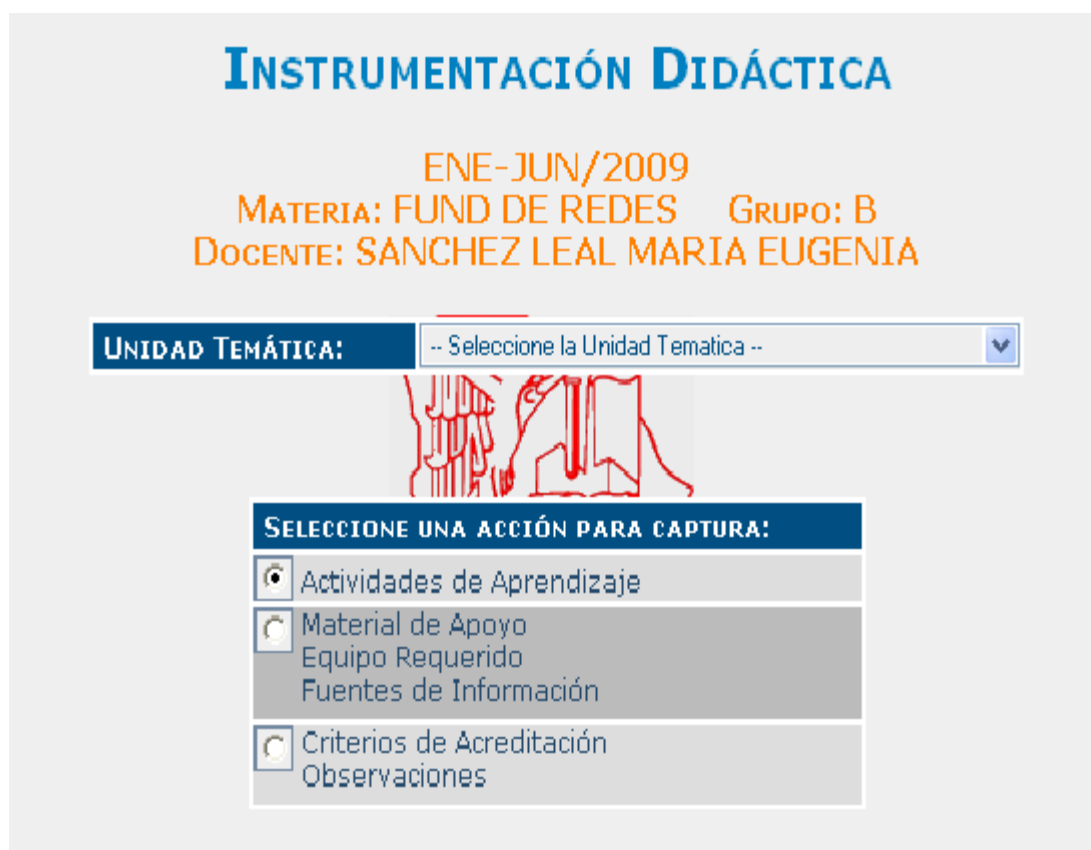 INSTRUMENTACIÓN DIDÁCTICA
ENE-JUN/2009
MATERIA: FUND DE REDES GRUPO: B
DOCENTE: SANCHEZ LEAL MARIA EUGENIA
UNIDAD TEMÁTICA: -- Seleccione la Unidad Tematica --
SELECCIONE UNA ACCIÓN PARA CAPTURA:
Actividades de Aprendizaje
Material de Apoyo
Equipo Requerido
Fuentes de Información
Criterios de Acreditación
Observaciones